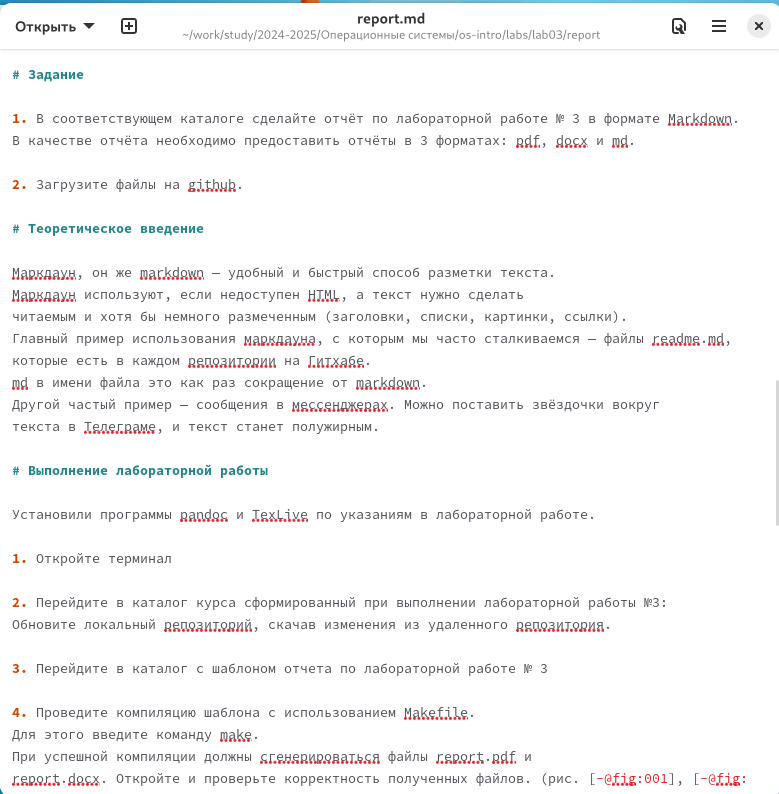 Открыть
report.md
~/work/study/2024-2025/Операционные системы/os-intro/labs/lab03/report
# Задание
1. В соответствующем каталоге сделайте отчёт по лабораторной работе № 3 в формате Markdown.
В качестве отчёта необходимо предоставить отчёты в 3 форматах: pdf, docx и md.
2. Загрузите файлы на github.
# Теоретическое введение
Маркдаун, он же markdown — удобный и быстрый способ разметки текста.
Маркдаун используют, если недоступен HTML, а текст нужно сделать
читаемым и хотя бы немного размеченным (заголовки, списки, картинки, ссылки).
Главный пример использования маркдауна, с которым мы часто сталкиваемся — файлы readme.md,
которые есть в каждом репозитории на Гитхабе.
md в имени файла это как раз сокращение от markdown.
Другой частый пример — сообщения в мессенджерах. Можно поставить звёздочки вокруг
текста в Телеграме, и текст станет полужирным.
# Выполнение лабораторной работы
Установили программы pandoc и TexLive по указаниям в лабораторной работе.
1. Откройте терминал
2. Перейдите в каталог курса сформированный при выполнении лабораторной работы №3:
Обновите локальный репозиторий, скачав изменения из удаленного репозитория.
3. Перейдите в каталог с шаблоном отчета по лабораторной работе № 3
4. Проведите компиляцию шаблона с использованием Makefile.
Для этого введите команду make.
При успешной компиляции должны сгенерироваться файлы report.pdf и
report.docx. Откройте и проверьте корректность полученных файлов. (рис. [-@fig:001], [-@fig: